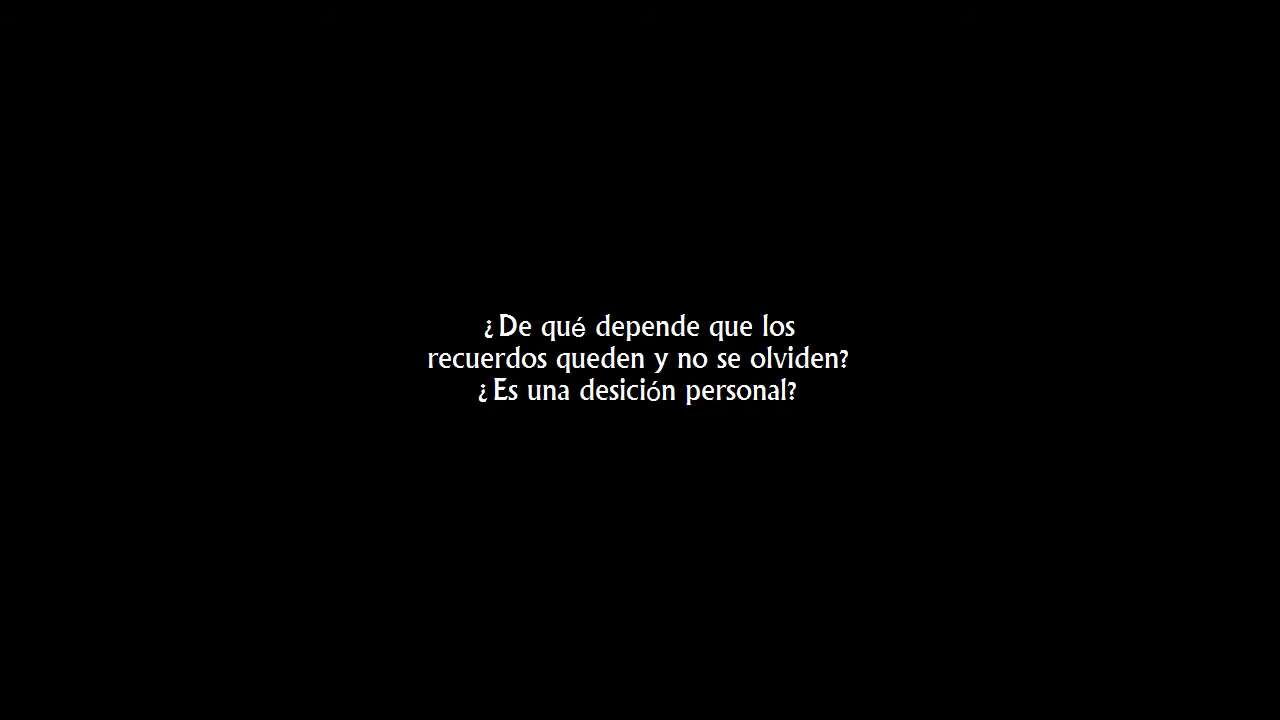 ¿De qué depende que los
recuerdos queden y no se olviden?
¿Es una desición personal?